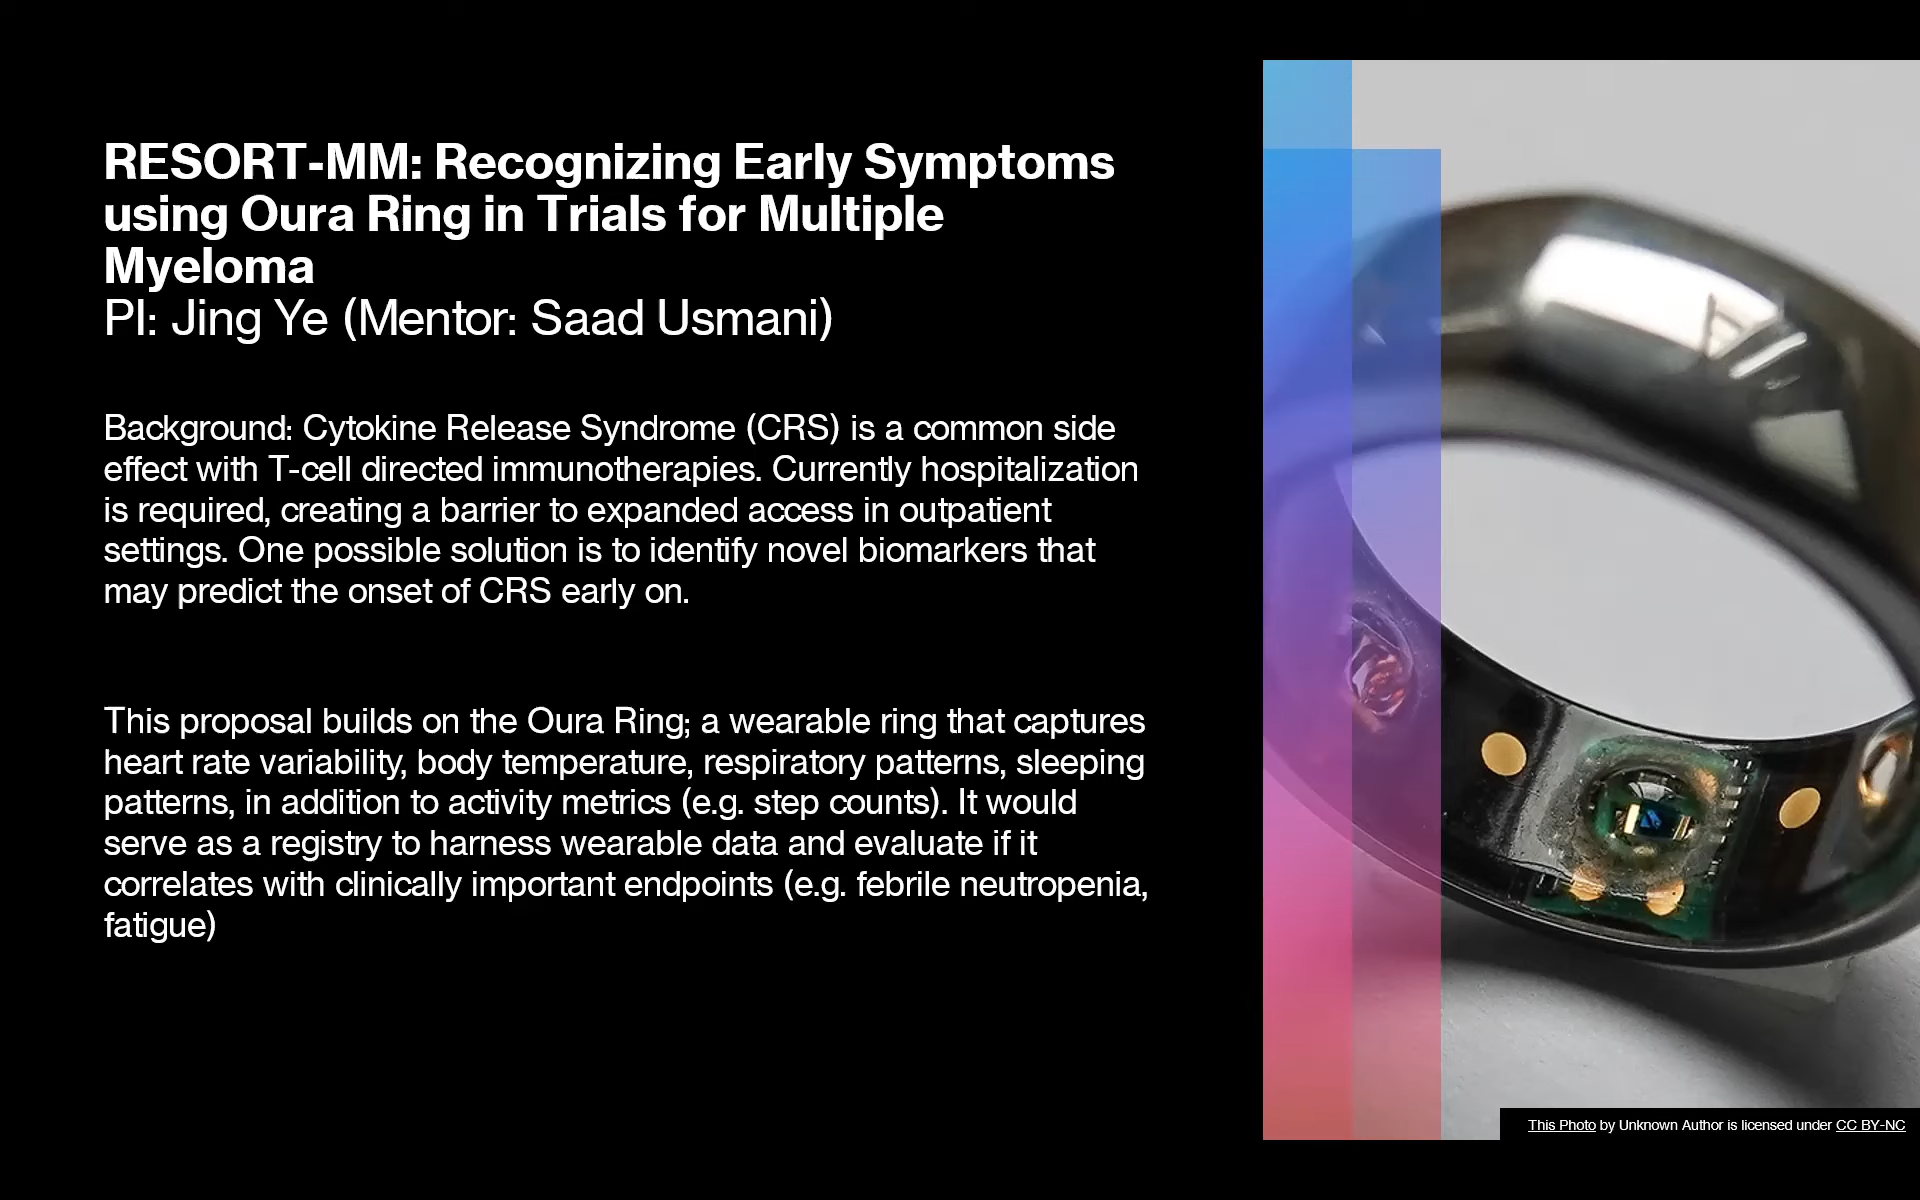 RESORT-MM: Recognizing Early Symptoms
using Oura Ring in Trials for Multiple
Myeloma
PI: Jing Ye (Mentor: Saad Usmani)
Background: Cytokine Release Syndrome (CRS) is a common side
effect with T-cell directed immunotherapies. Currently hospitalization
is required, creating a barrier to expanded access in outpatient
settings. One possible solution is to identify novel biomarkers that
may predict the onset of CRS early on.
This proposal builds on the Oura Ring; a wearable ring that captures
heart rate variability, body temperature, respiratory patterns, sleeping
patterns, in addition to activity metrics (e.g. step counts). It would
serve as a registry to harness wearable data and evaluate if it
correlates with clinically important endpoints (e.g. febrile neutropenia,
fatigue)
This Photo by Unknown Author is licensed under CC BY-NC